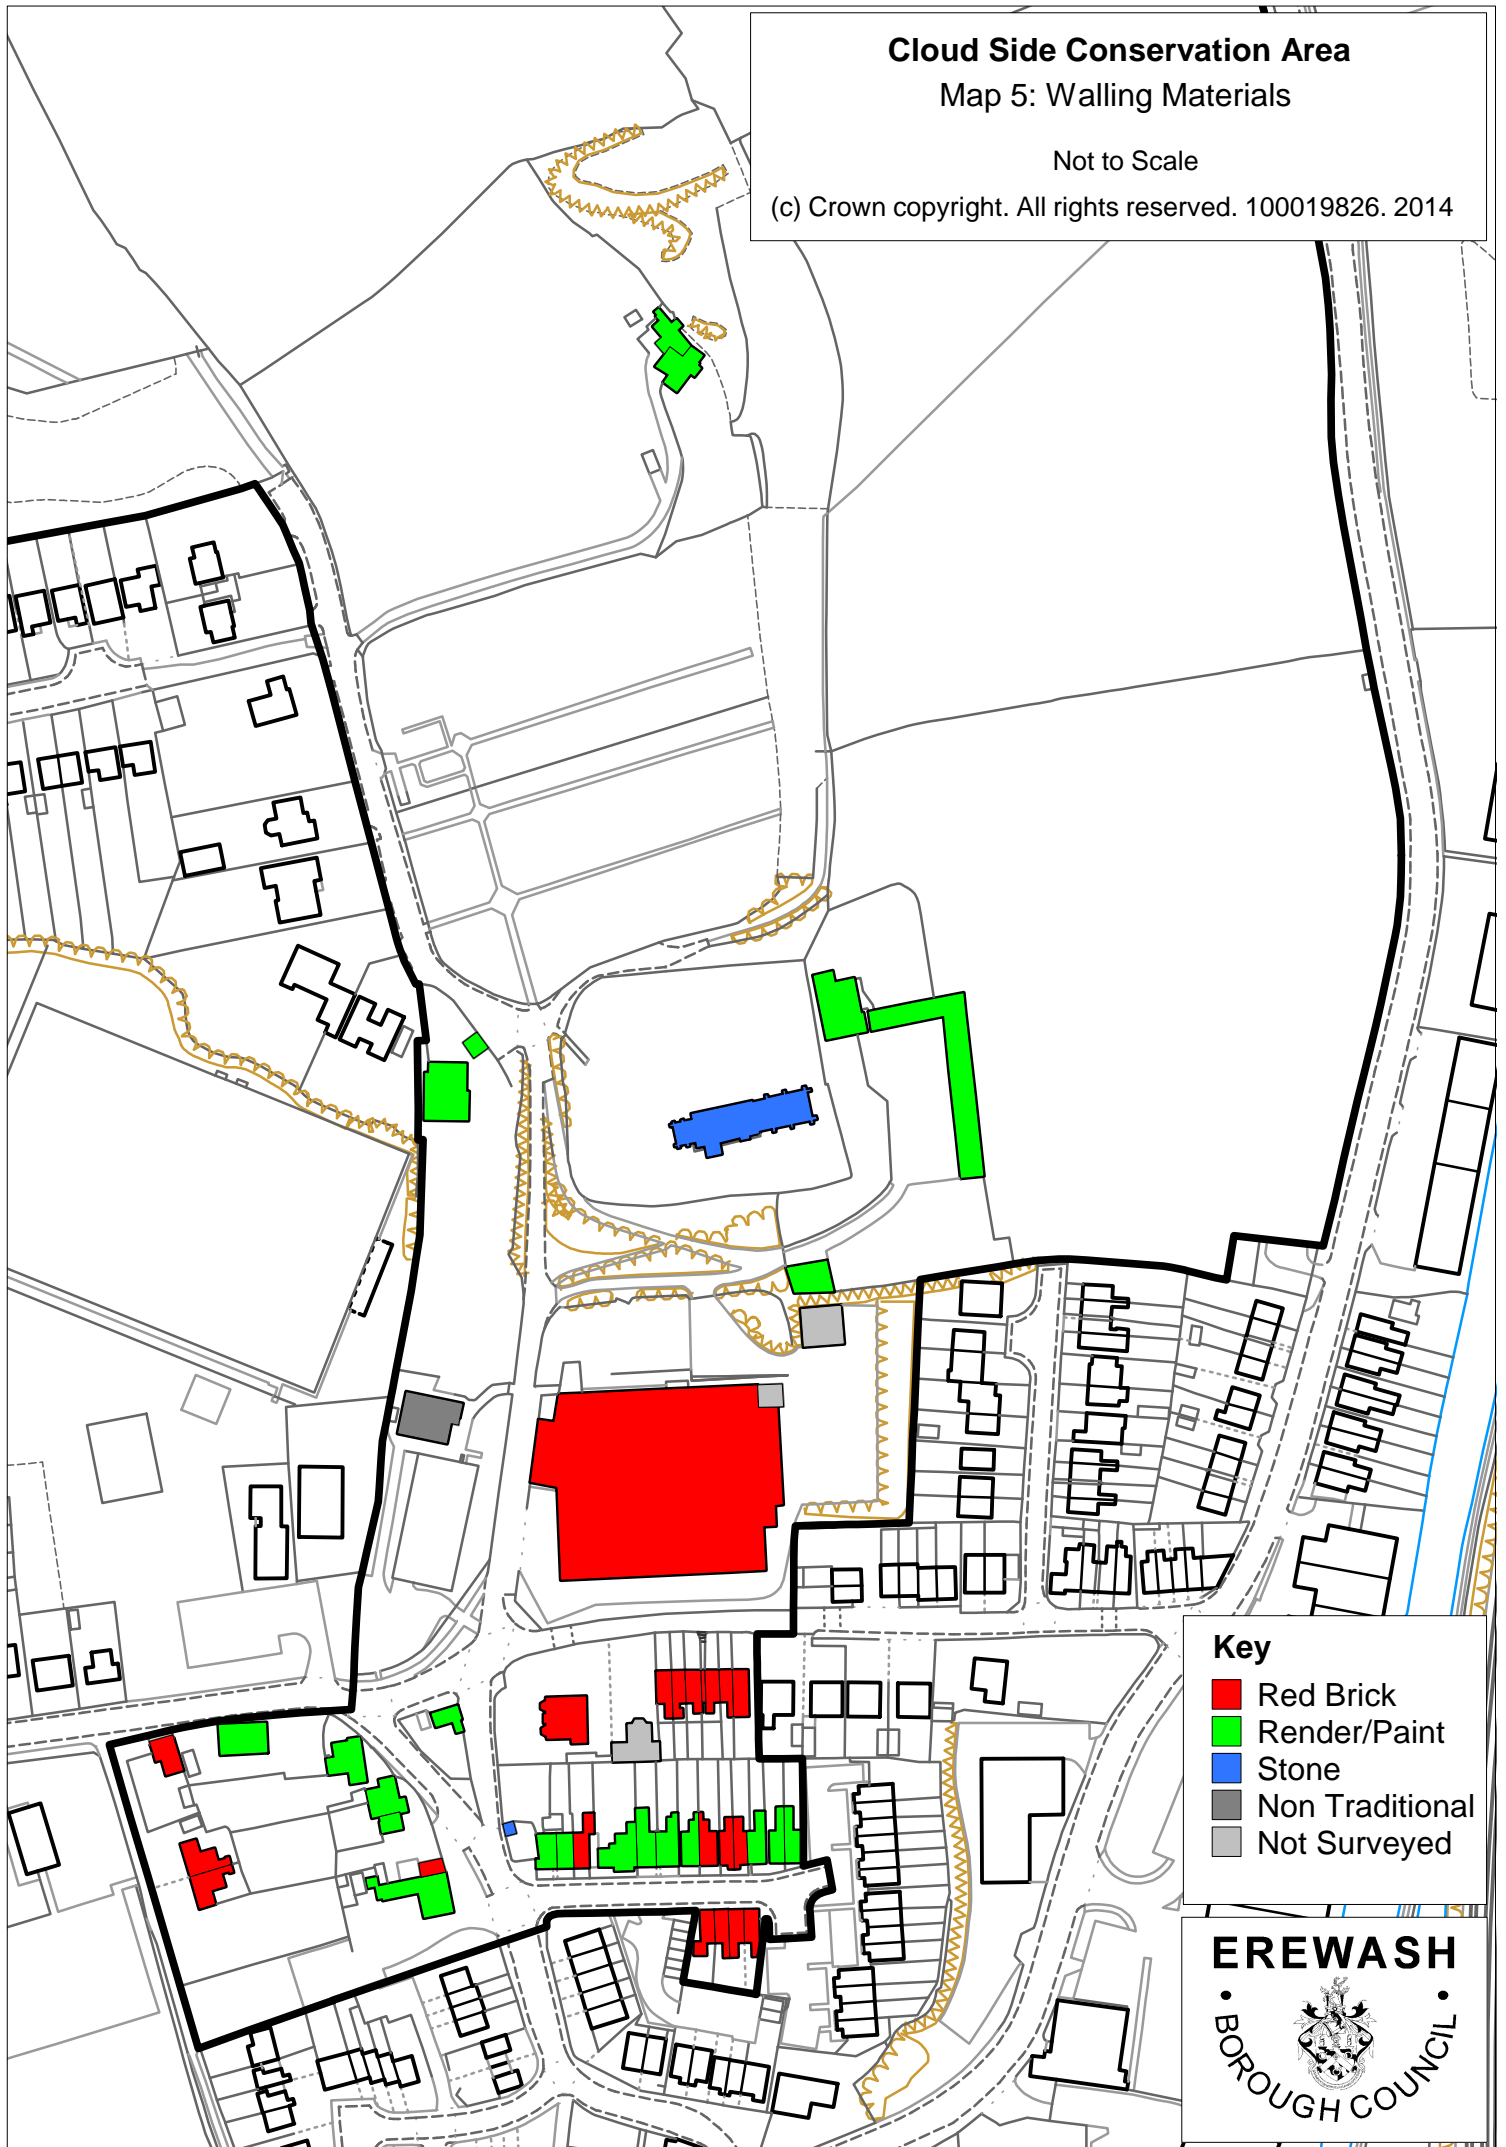 Cloud Side Conservation Area
Map 5: Walling Materials
Not to Scale
(c) Crown copyright. All rights reserved. 100019826. 2014
Key
Red Brick
Render/Paint
Stone
Non Traditional
Not Surveyed
EREWASH
• BOROUGH COUNCIL •